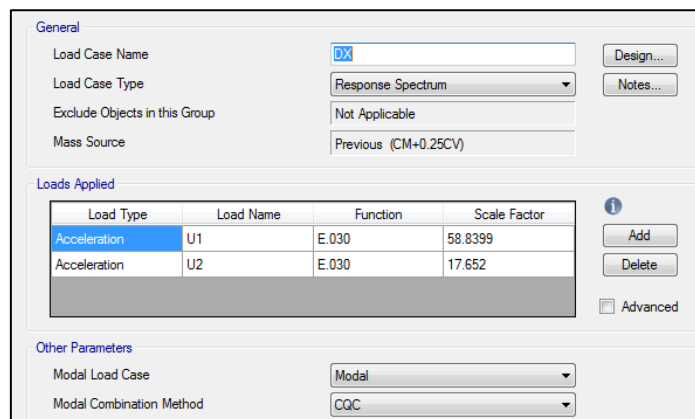 General
Load Case Name DX Design...
Load Case Type Response Spectrum Notes...
Exclude Objects in this Group Not Applicable
Mass Source Previous (CM+0.25CV)
Loads Applied
Load Type Load Name Function Scale Factor
Acceleration U1 E.030 58.8399 Add
Acceleration U2 E.030 17.652 Delete
Advanced
Other Parameters
Modal Load Case Modal
Modal Combination Method CQC